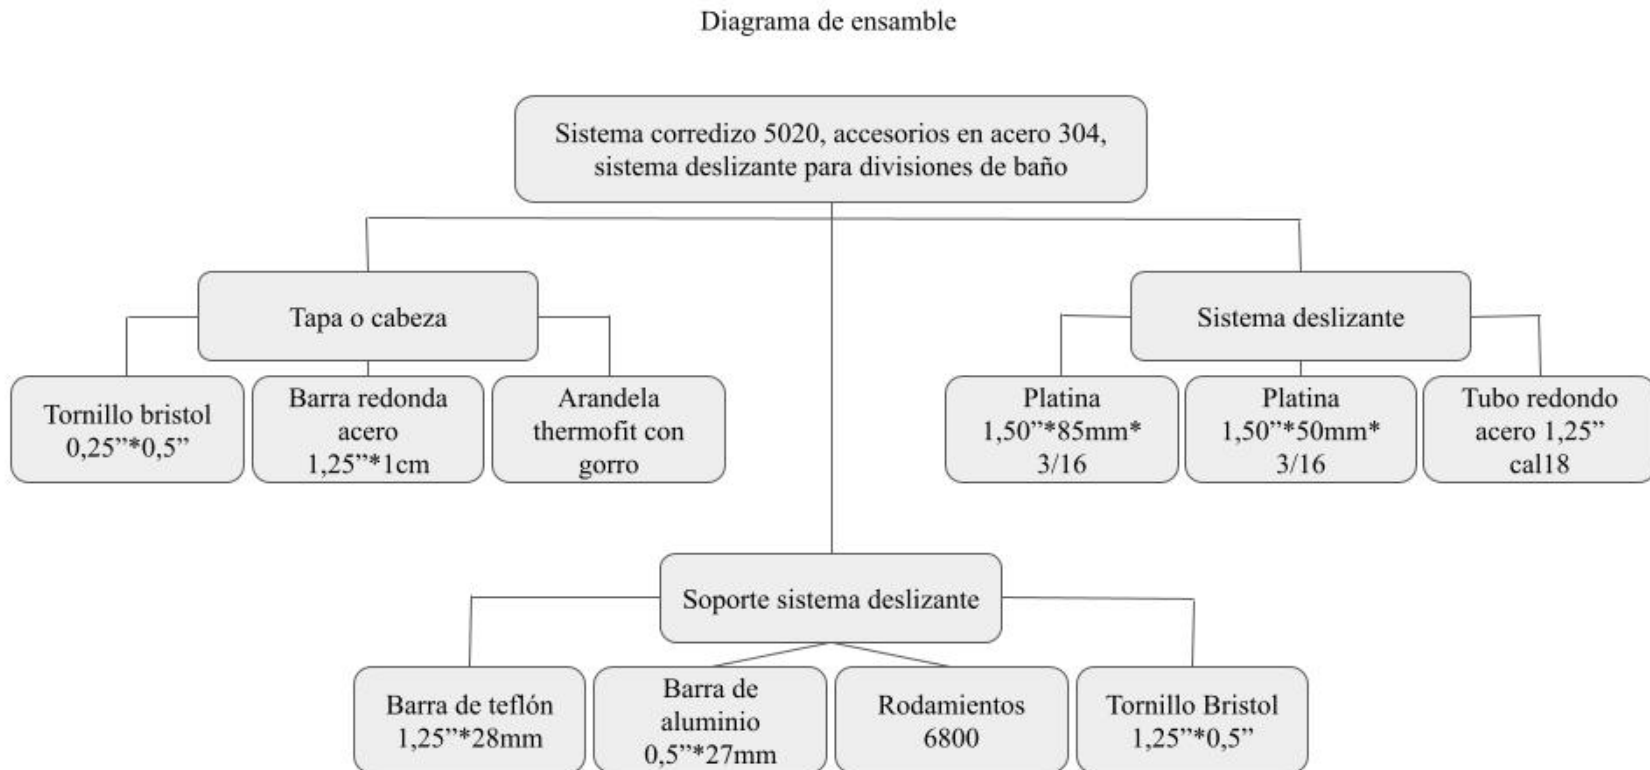 Diagrama de ensamble
Sistema corredizo 5020, accesorios en acero 304,
sistema deslizante para divisiones de baño
Tapa o cabeza
Sistema deslizante
Tornillo bristol
0,25”*0,5”
Barra redonda
acero
1,25”*1cm
Arandela
thermofit con
gorro
Platina
1,50”*85mm*
3/16
Platina
1,50”*50mm*
3/16
Tubo redondo
acero 1,25”
cal18
Soporte sistema deslizante
Barra de teflón
1,25”*28mm
Barra de
aluminio
0,5”*27mm
Rodamientos
6800
Tornillo Bristol
1,25”*0,5”